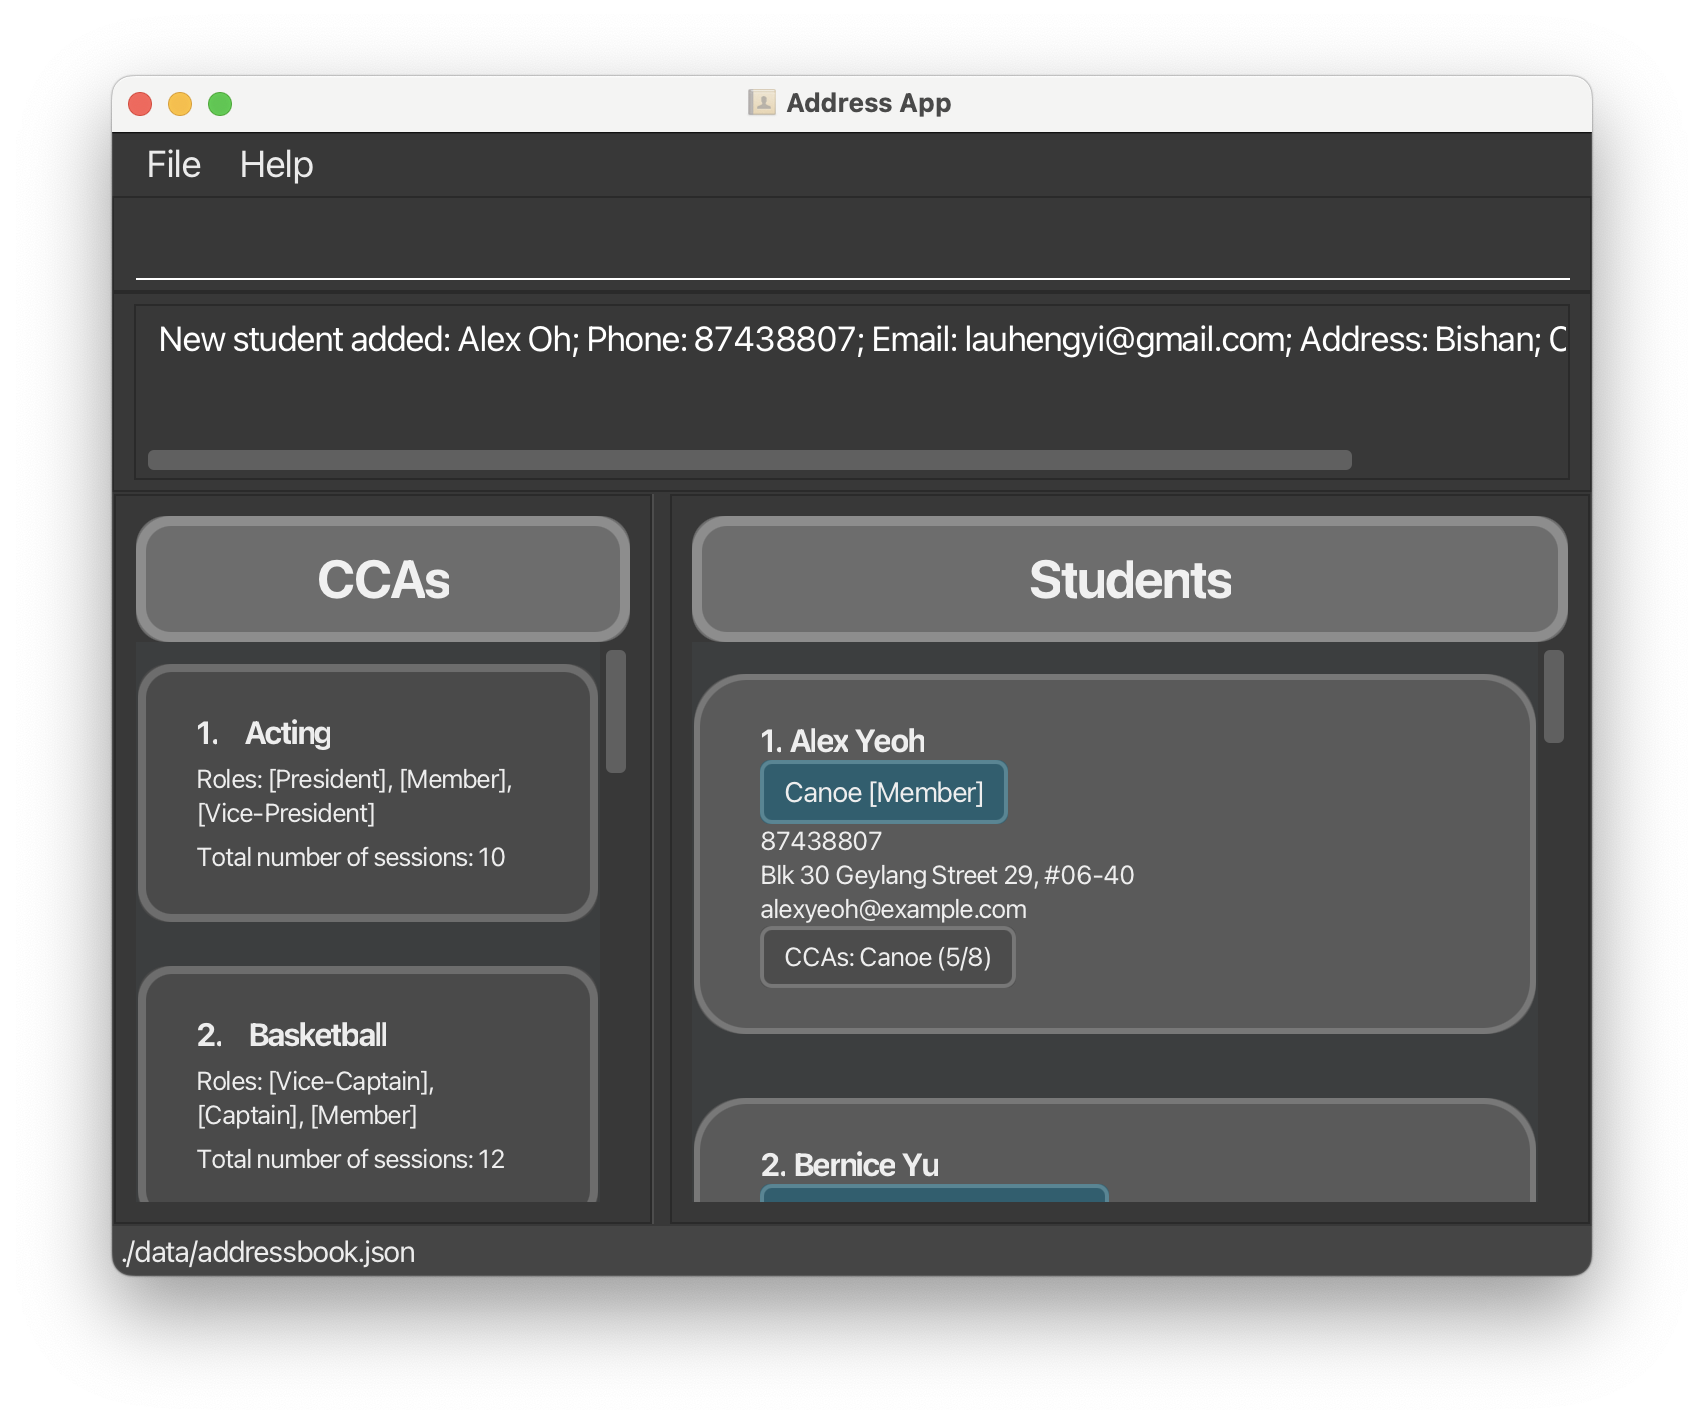 Address App
File Help
New student added: Alex Oh; Phone: 87438807; Email: lauhengyi@gmail.com; Address: Bishan; C
CCAs
1. Acting
Roles: [President], [Member],
[Vice-President]
Total number of sessions: 10
2. Basketball
Roles: [Vice-Captain],
[Captain], [Member]
Total number of sessions: 12
Students
1. Alex Yeoh
Canoe [Member]
87438807
Blk 30 Geylang Street 29, #06-40
alexyeoh@example.com
CCAs: Canoe (5/8)
2. Bernice Yu
./data/addressbook.json